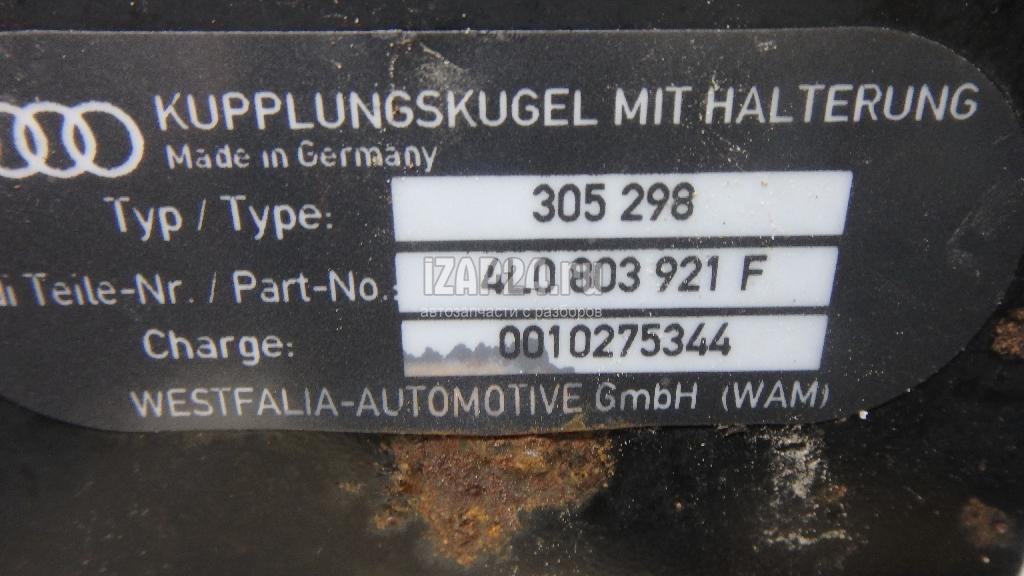 KUPPLUNGSKUGEL MIT HALTERUNG
Made in Germany
Typ / Type: 305 298
di Teile-Nr. / Part-No.: 4L0 803 921 F
iZAP24.ru
автозапчасти с разборов
Charge: 0010275344
WESTFALIA-AUTOMOTIVE GmbH (WAM)